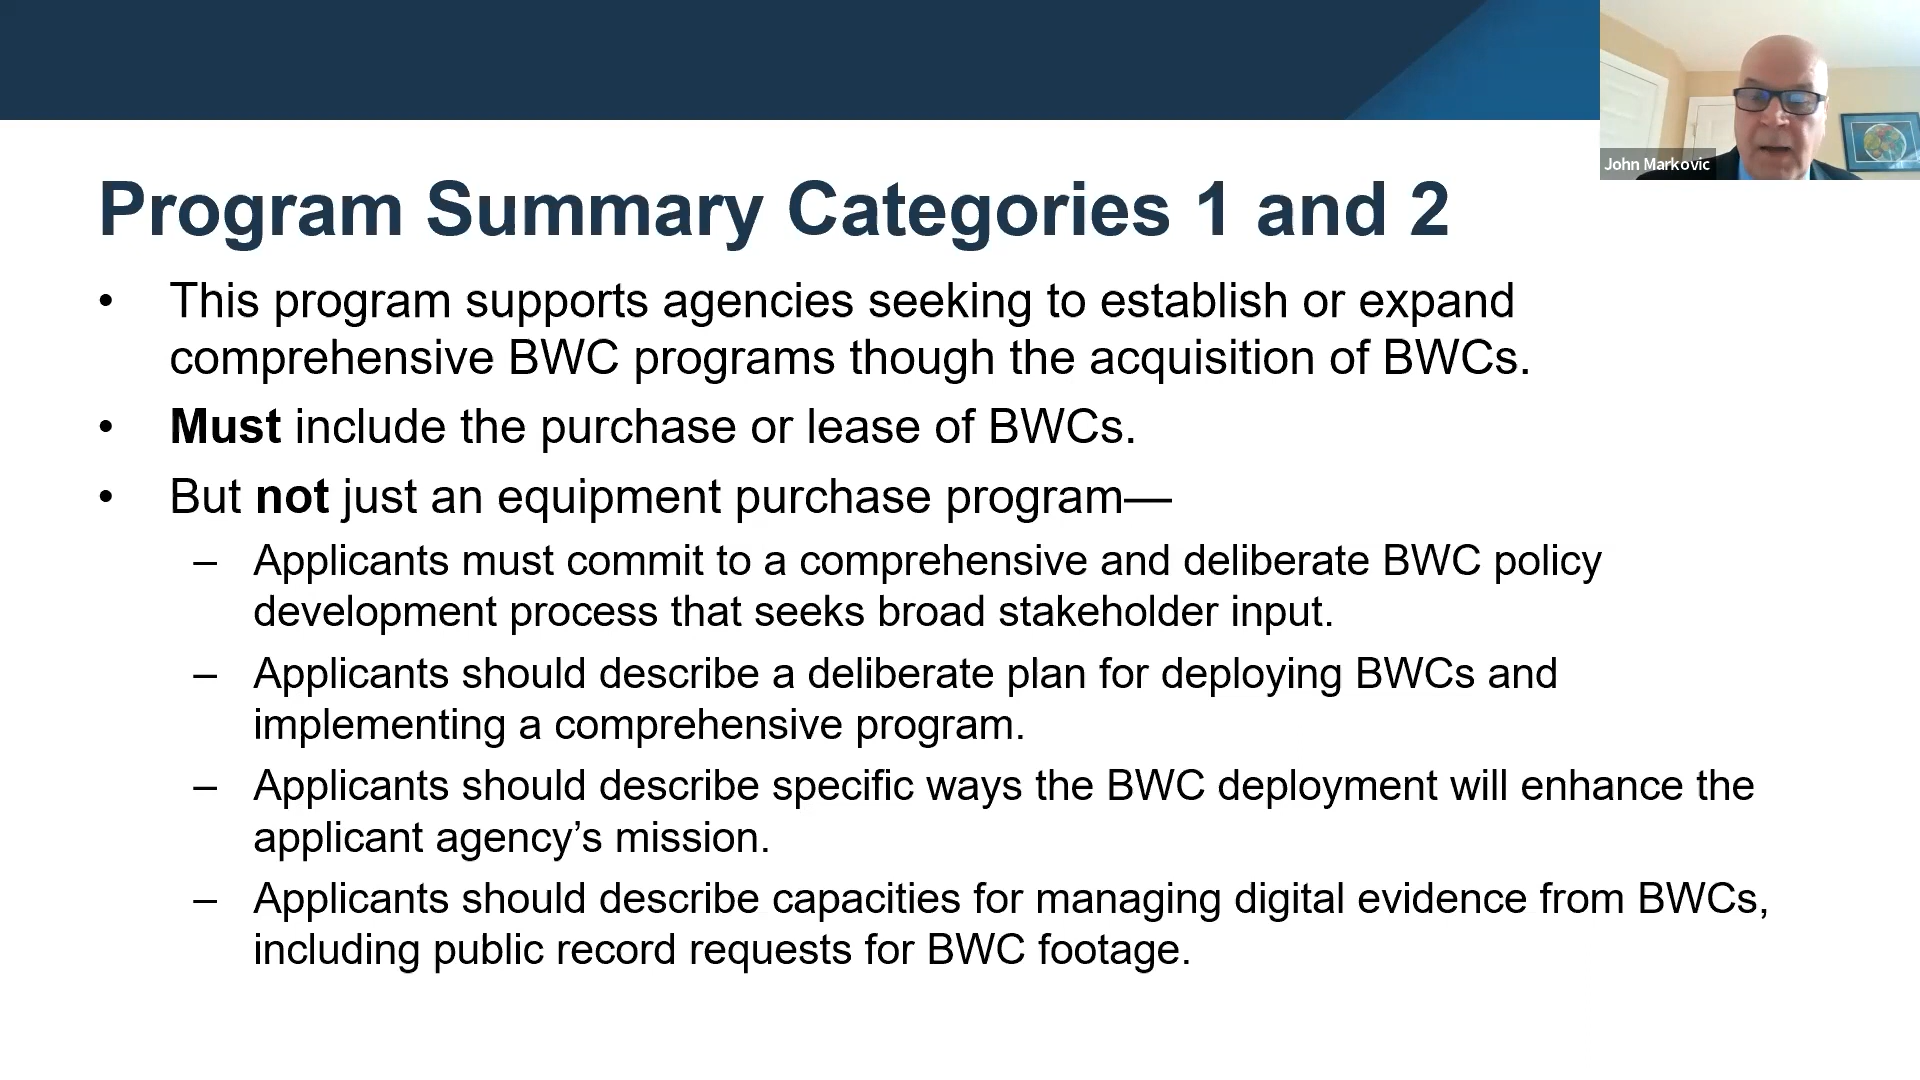 John Markovic
Program Summary Categories 1 and 2
• This program supports agencies seeking to establish or expand
comprehensive BWC programs though the acquisition of BWCs.
• Must include the purchase or lease of BWCs.
• But not just an equipment purchase program—
– Applicants must commit to a comprehensive and deliberate BWC policy
development process that seeks broad stakeholder input.
– Applicants should describe a deliberate plan for deploying BWCs and
implementing a comprehensive program.
– Applicants should describe specific ways the BWC deployment will enhance the
applicant agency’s mission.
– Applicants should describe capacities for managing digital evidence from BWCs,
including public record requests for BWC footage.